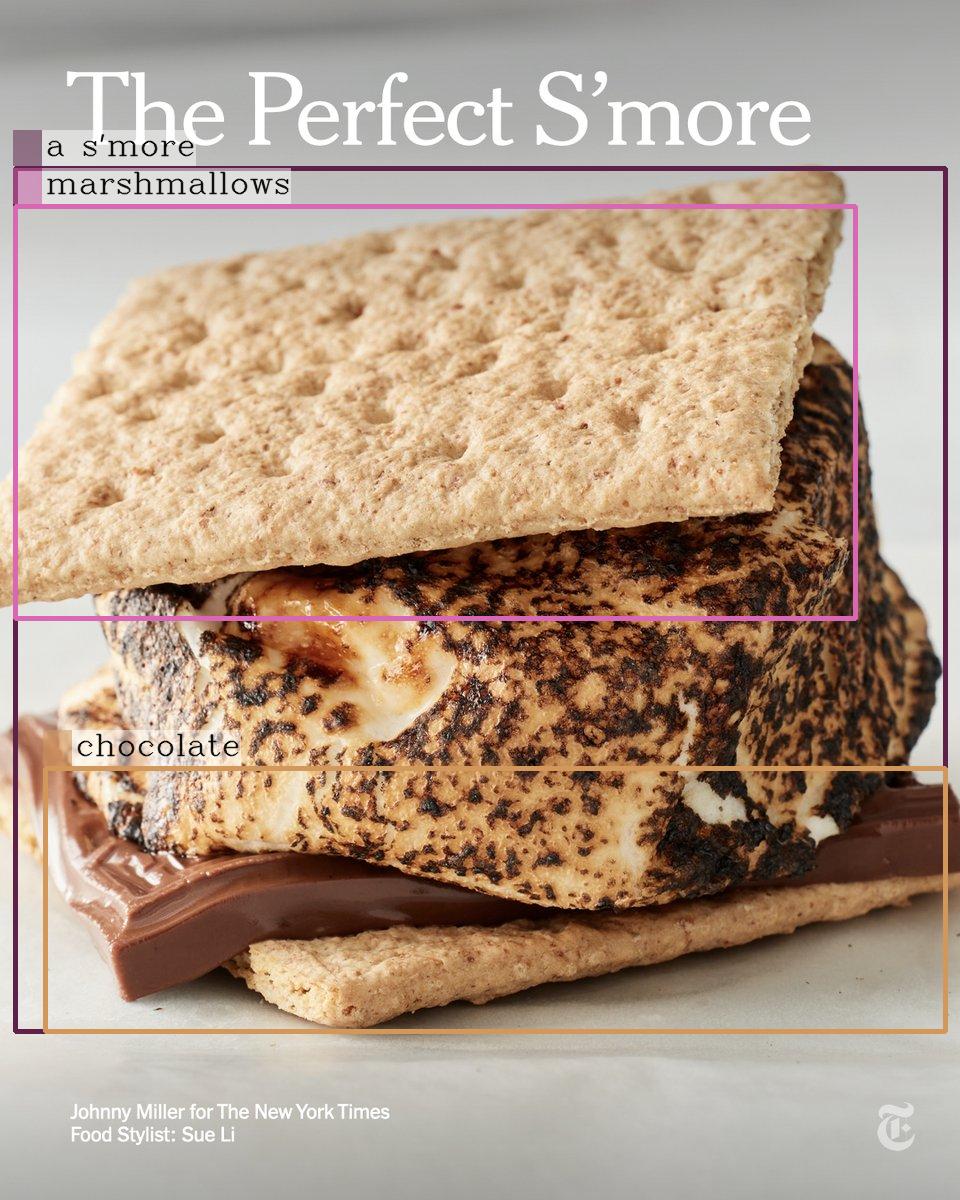 The Perfect S’more
a s'more
marshmallows
chocolate
Johnny Miller for The New York Times
Food Stylist: Sue Li
T